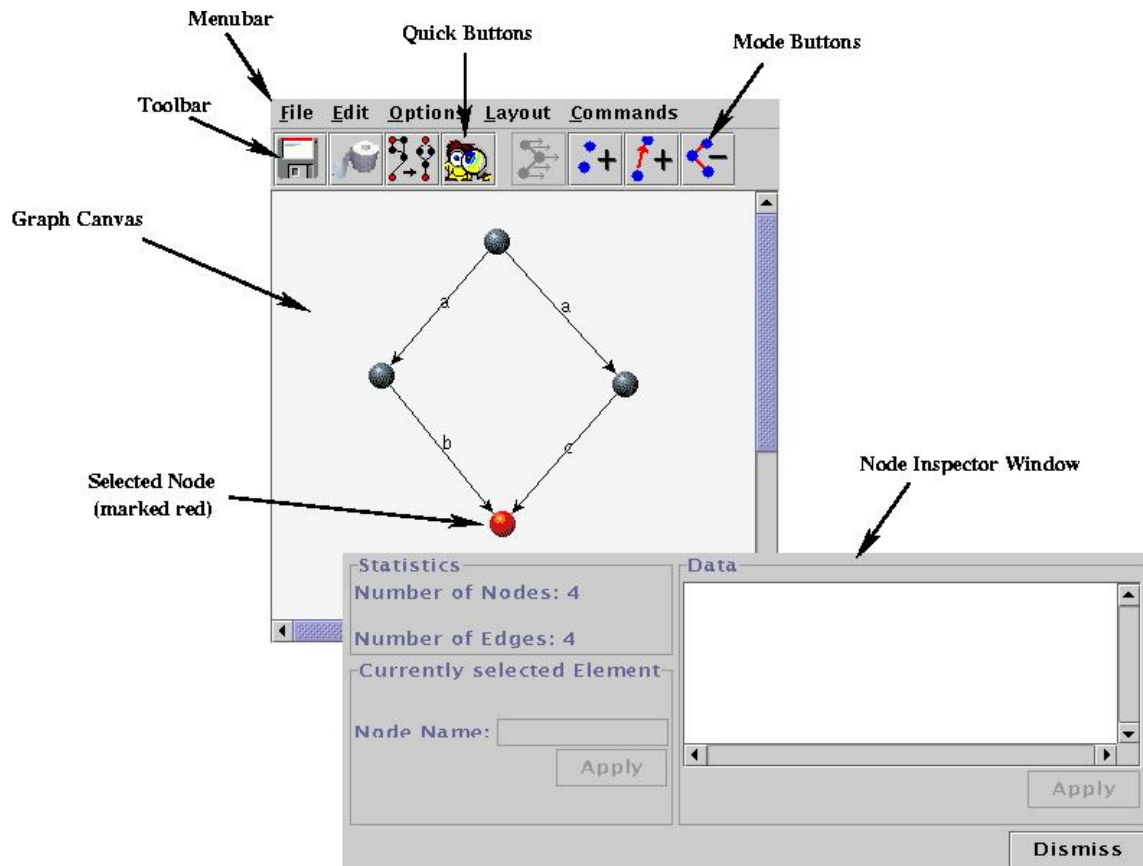 Menubar
Quick Buttons
Mode Buttons
Toolbar
File Edit Options Layout Commands
Graph Canvas
a
a
b
c
Selected Node
(marked red)
Node Inspector Window
Statistics
Number of Nodes: 4
Number of Edges: 4
Currently selected Element
Node Name:
Apply
Data
Apply
Dismiss